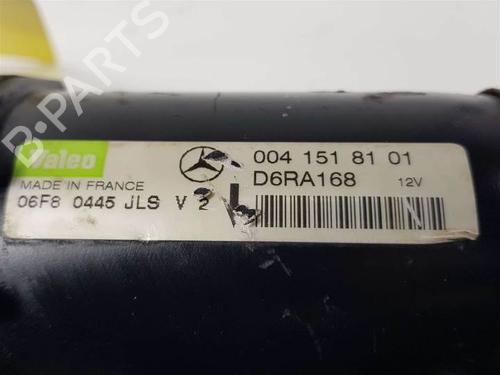 Valeo
004 151 81 01
D6RA168 12V
MADE IN FRANCE
06F8 0445 JLS V 2
B-PARTS